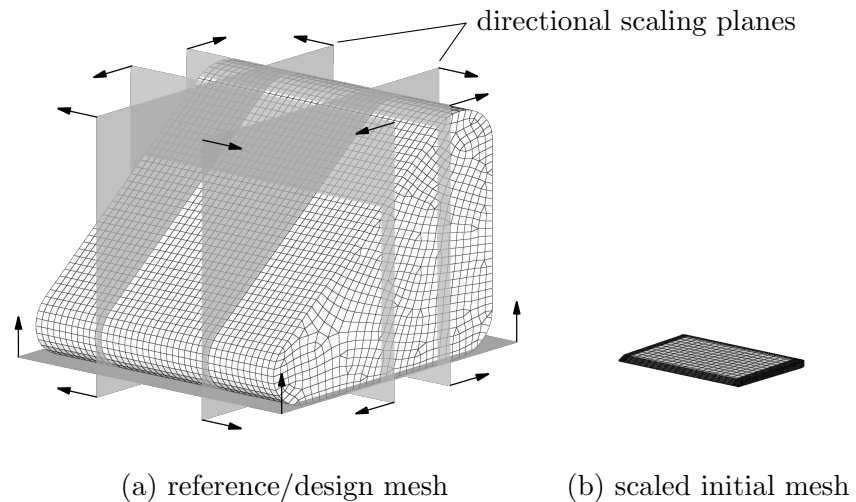 directional scaling planes
(a) reference/design mesh
(b) scaled initial mesh